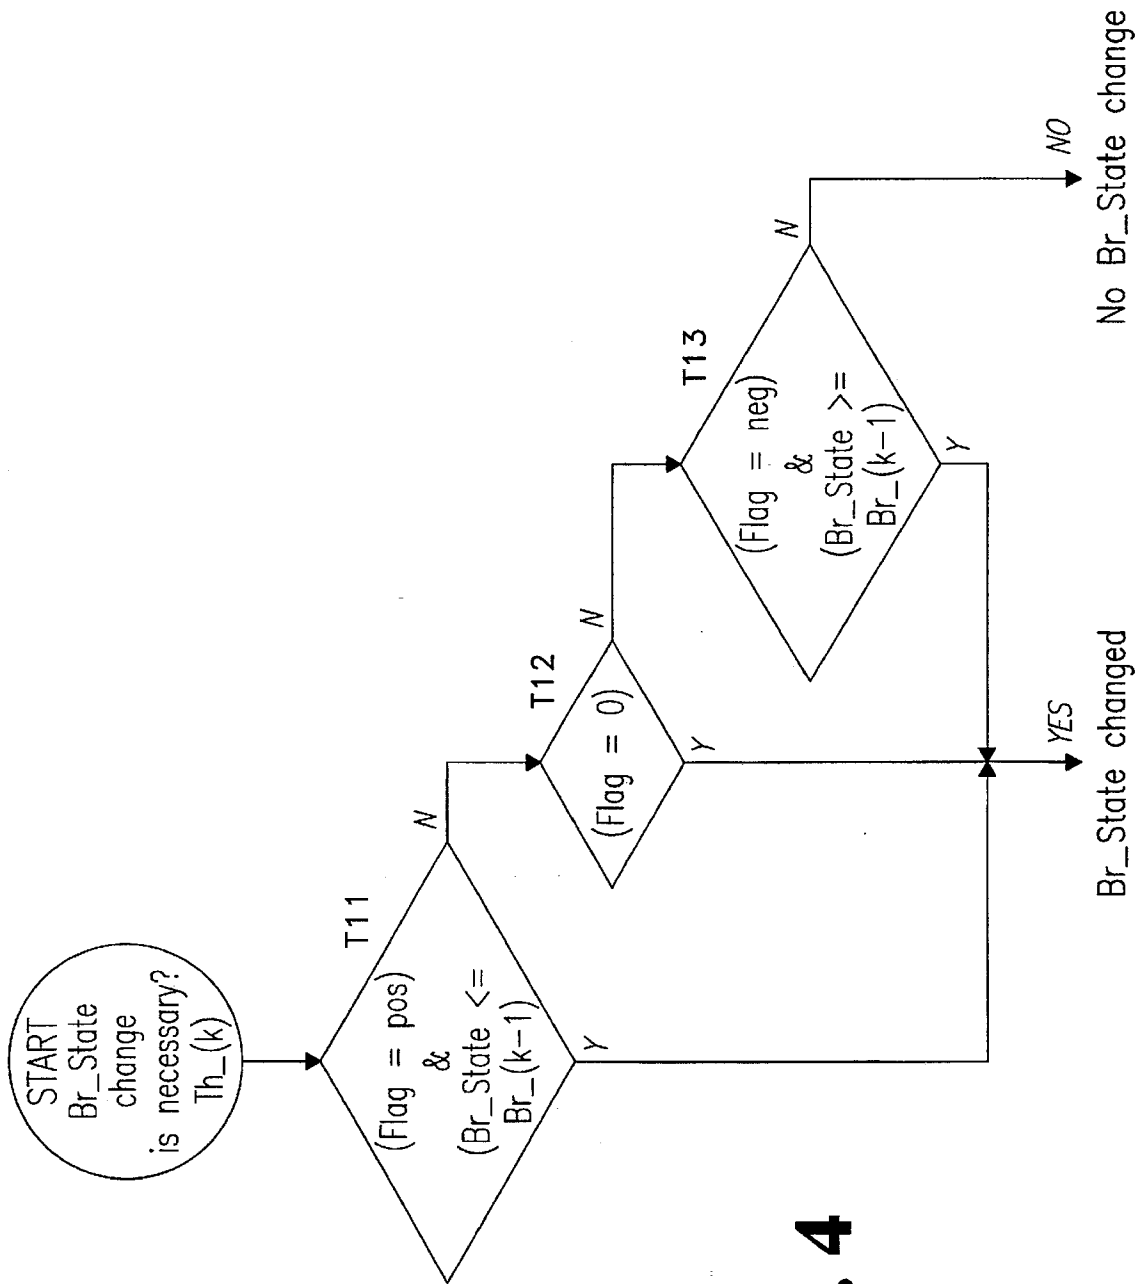 START
Br_State
change
is necessary?
Th_(k)
T11
(Flag = pos)
&
(Br_State <=
Br_(k-1)
N
Y
T12
(Flag = 0)
N
Y
T13
(Flag = neg)
&
(Br_State >=
Br_(k-1)
N
Y
YES
Br_State changed
NO
No Br_State change
. 4